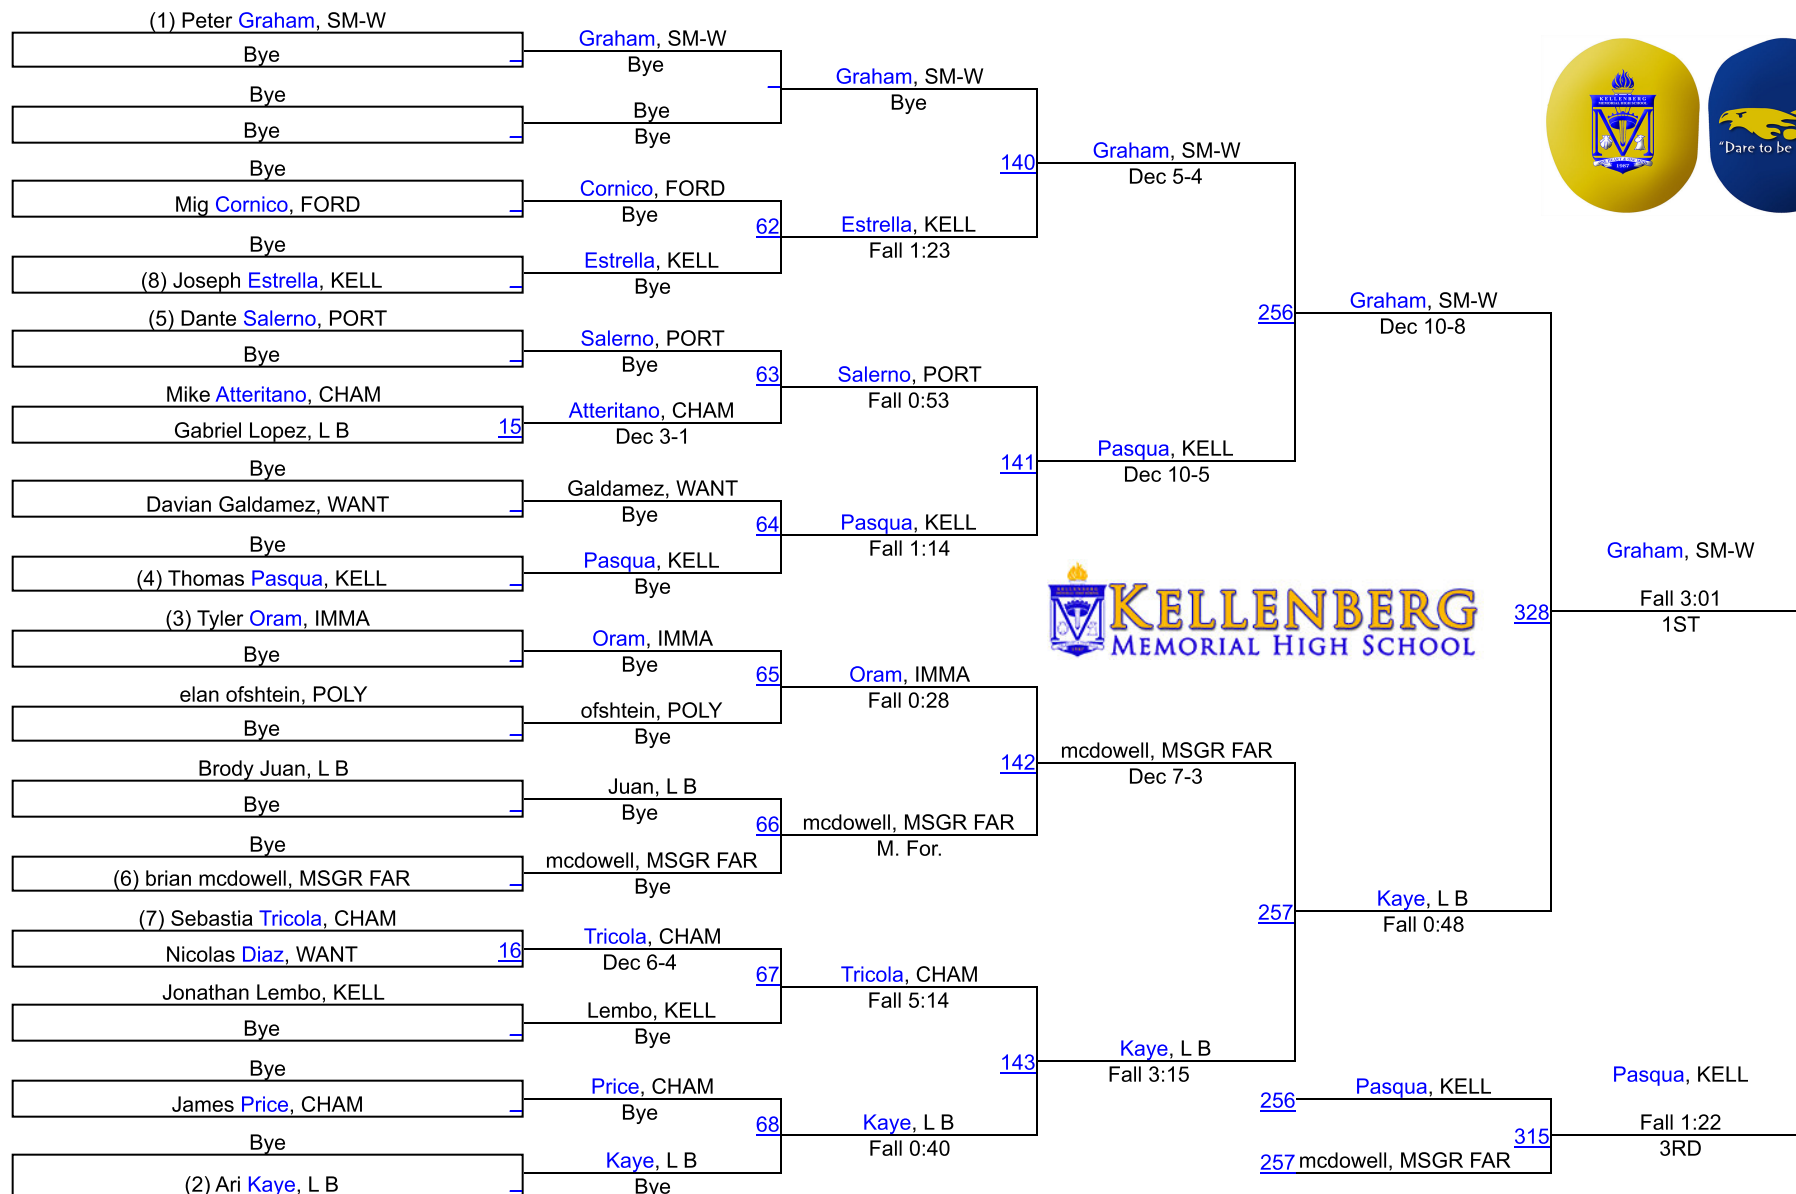 (1) Peter Graham, SM-W
Bye
Bye
Bye
Bye
Mig Cornico, FORD
Bye
(8) Joseph Estrella, KELL
(5) Dante Salerno, PORT
Bye
Mike Atteritano, CHAM
Gabriel Lopez, L B
15
Bye
Davian Galdamez, WANT
Bye
(4) Thomas Pasqua, KELL
(3) Tyler Oram, IMMA
Bye
elan ofshtein, POLY
Bye
Brody Juan, L B
Bye
Bye
(6) brian mcdowell, MSGR FAR
(7) Sebastia Tricola, CHAM
Nicolas Diaz, WANT
16
Jonathan Lembo, KELL
Bye
Bye
James Price, CHAM
Bye
(2) Ari Kaye, L B
Graham, SM-W
Bye
Bye
Bye
Cornico, FORD
Bye
62
Estrella, KELL
Bye
Salerno, PORT
Bye
63
Atteritano, CHAM
Dec 3-1
Galdamez, WANT
Bye
64
Pasqua, KELL
Bye
Oram, IMMA
Bye
65
ofshtein, POLY
Bye
Juan, L B
Bye
66
mcdowell, MSGR FAR
Bye
Tricola, CHAM
Dec 6-4
67
Lembo, KELL
Bye
Price, CHAM
Bye
68
Kaye, L B
Bye
Graham, SM-W
Bye
140
Estrella, KELL
Fall 1:23
Salerno, PORT
Fall 0:53
141
Pasqua, KELL
Fall 1:14
Oram, IMMA
Fall 0:28
142
mcdowell, MSGR FAR
M. For.
Tricola, CHAM
Fall 5:14
143
Kaye, L B
Fall 0:40
Graham, SM-W
Dec 5-4
256
Pasqua, KELL
Dec 10-5
mcdowell, MSGR FAR
Dec 7-3
257
Kaye, L B
Fall 3:15
Graham, SM-W
Dec 10-8
328
Kaye, L B
Fall 0:48
Graham, SM-W
Fall 3:01
1ST
256
Pasqua, KELL
315
257
mcdowell, MSGR FAR
Pasqua, KELL
Fall 1:22
3RD
KELLENBERG
MEMORIAL HIGH SCHOOL
KELLENBERG
MEMORIAL HIGH SCHOOL
1987
"Dare to be